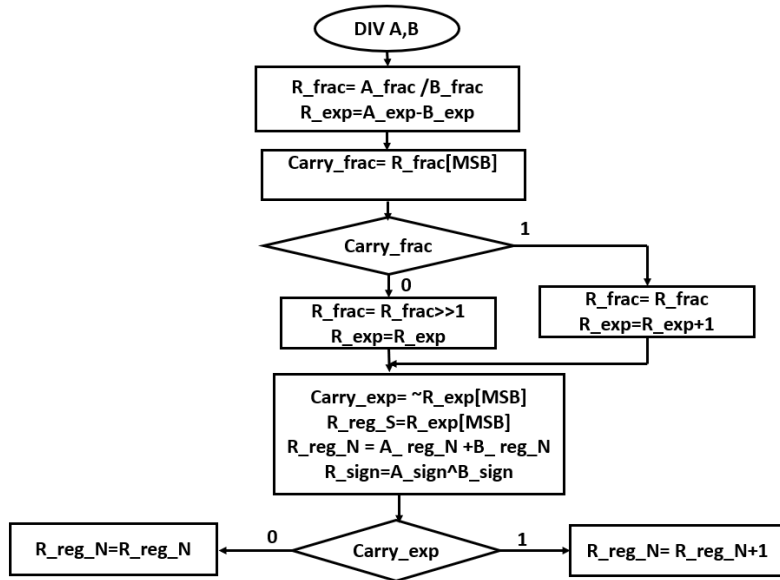 DIV A,B
R_frac= A_frac /B_frac
R_exp=A_exp-B_exp
Carry_frac= R_frac[MSB]
Carry_frac
1
0
R_frac= R_frac>>1
R_exp=R_exp
R_frac= R_frac
R_exp=R_exp+1
Carry_exp= ~R_exp[MSB]
R_reg_S=R_exp[MSB]
R_reg_N = A_ reg_N +B_ reg_N
R_sign=A_sign^B_sign
R_reg_N=R_reg_N
0
Carry_exp
1
R_reg_N= R_reg_N+1